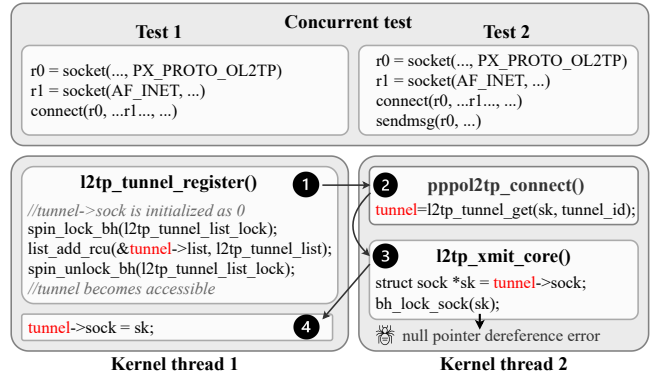 Concurrent test
Test 1
r0 = socket(..., PX_PROTO_OL2TP)
r1 = socket(AF_INET, ...)
connect(r0, ...r1..., ...)
Test 2
r0 = socket(..., PX_PROTO_OL2TP)
r1 = socket(AF_INET, ...)
connect(r0, ...r1..., ...)
sendmsg(r0, ...)
l2tp_tunnel_register()
1
//tunnel->sock is initialized as 0
spin_lock_bh(l2tp_tunnel_list_lock);
list_add_rcu(&tunnel->list, l2tp_tunnel_list);
spin_unlock_bh(l2tp_tunnel_list_lock);
//tunnel becomes accessible
tunnel->sock = sk;
4
Kernel thread 1
2
pppol2tp_connect()
tunnel=l2tp_tunnel_get(sk, tunnel_id);
3
l2tp_xmit_core()
struct sock *sk = tunnel->sock;
bh_lock_sock(sk);
null pointer dereference error
Kernel thread 2